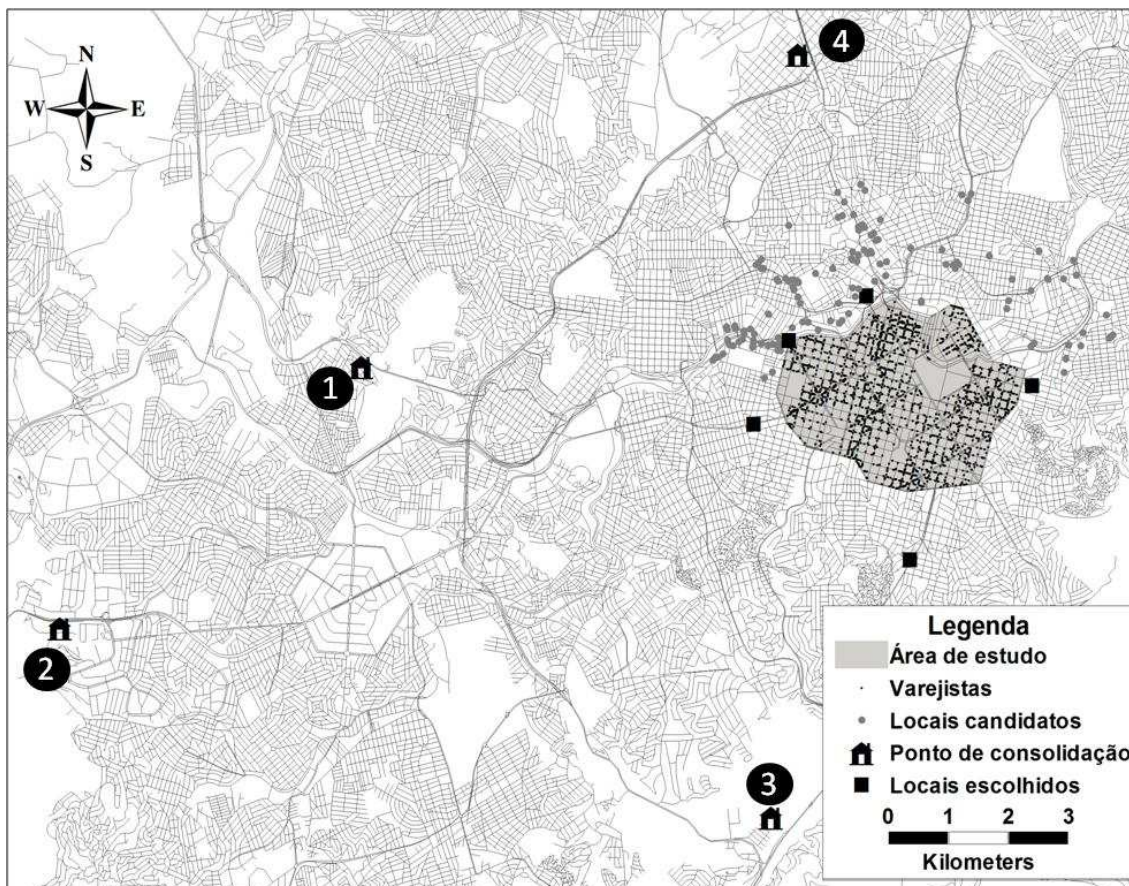 4
N
W E
S
1
2
3
Legenda
Área de estudo
Varejistas
Locais candidatos
Ponto de consolidação
Locais escolhidos
0 1 2 3
Kilometers